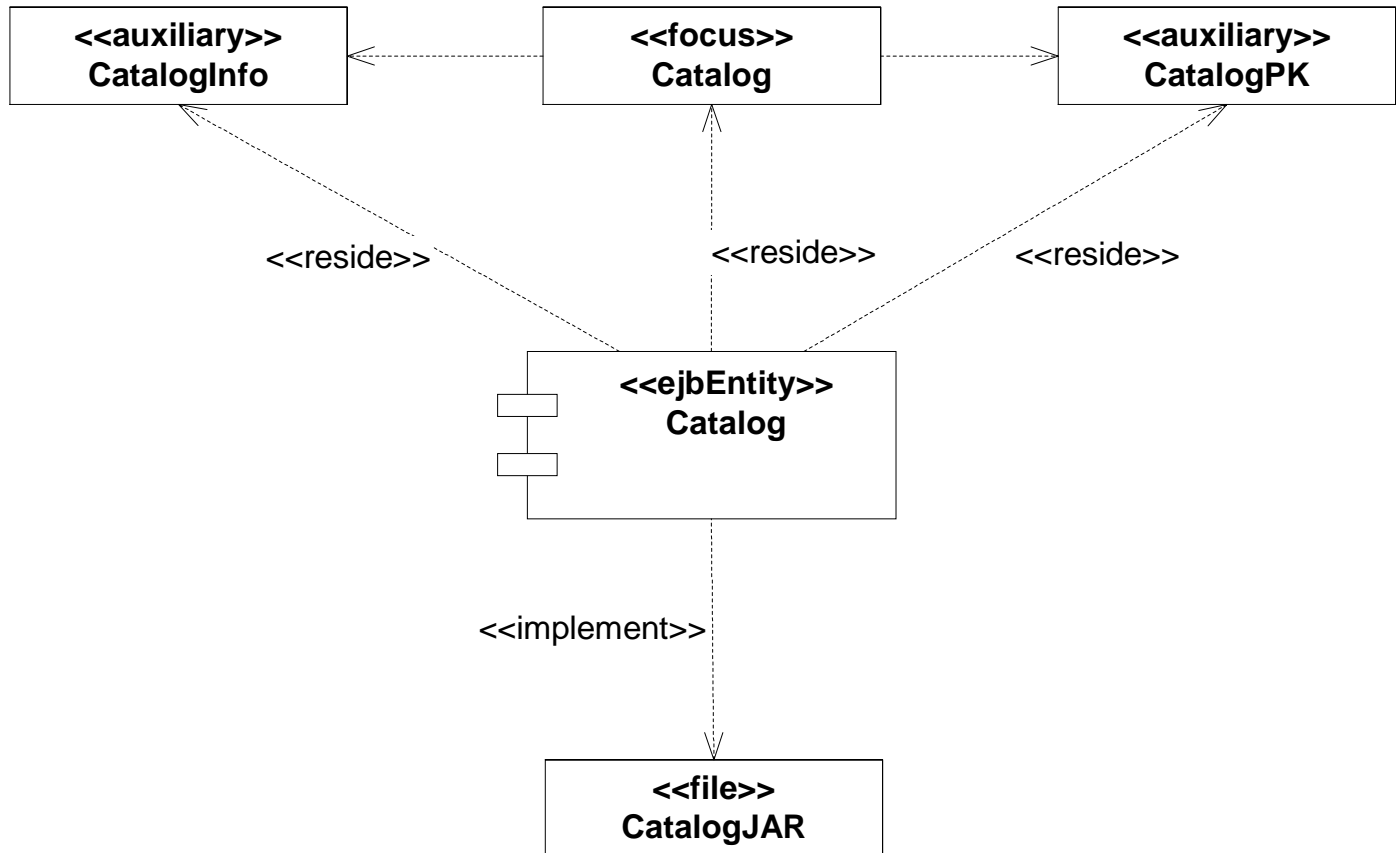 <<auxiliary>>
CatalogInfo
<<focus>>
Catalog
<<auxiliary>>
CatalogPK
<<reside>>
<<reside>>
<<reside>>
<<ejbEntity>>
Catalog
<<implement>>
<<file>>
CatalogJAR